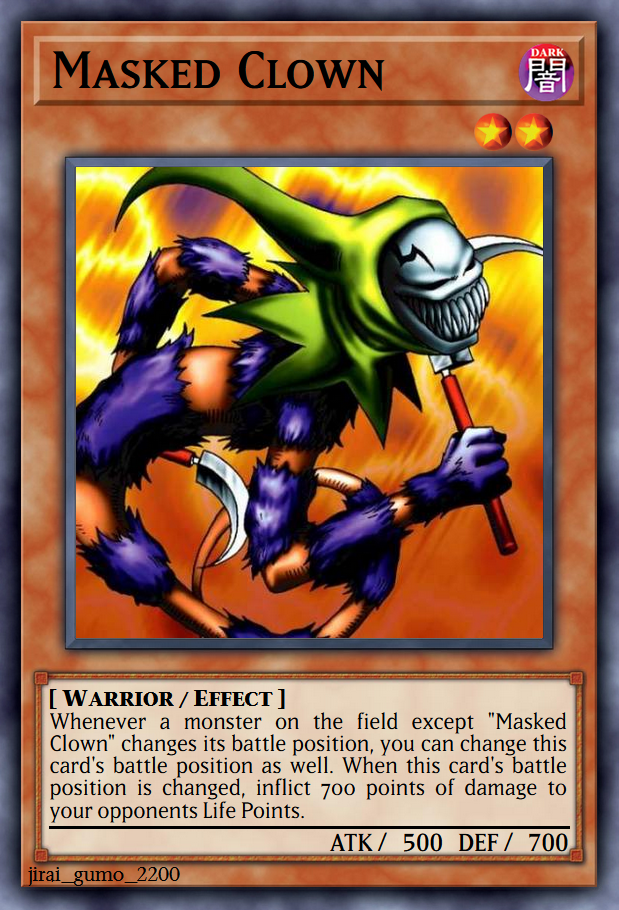 Masked Clown
DARK
闇
[ Warrior / Effect ]
Whenever a monster on the field except "Masked
Clown" changes its battle position, you can change this
card's battle position as well. When this card's battle
position is changed, inflict 700 points of damage to
your opponents Life Points.
ATK / 500 DEF / 700
jirai_gumo_2200